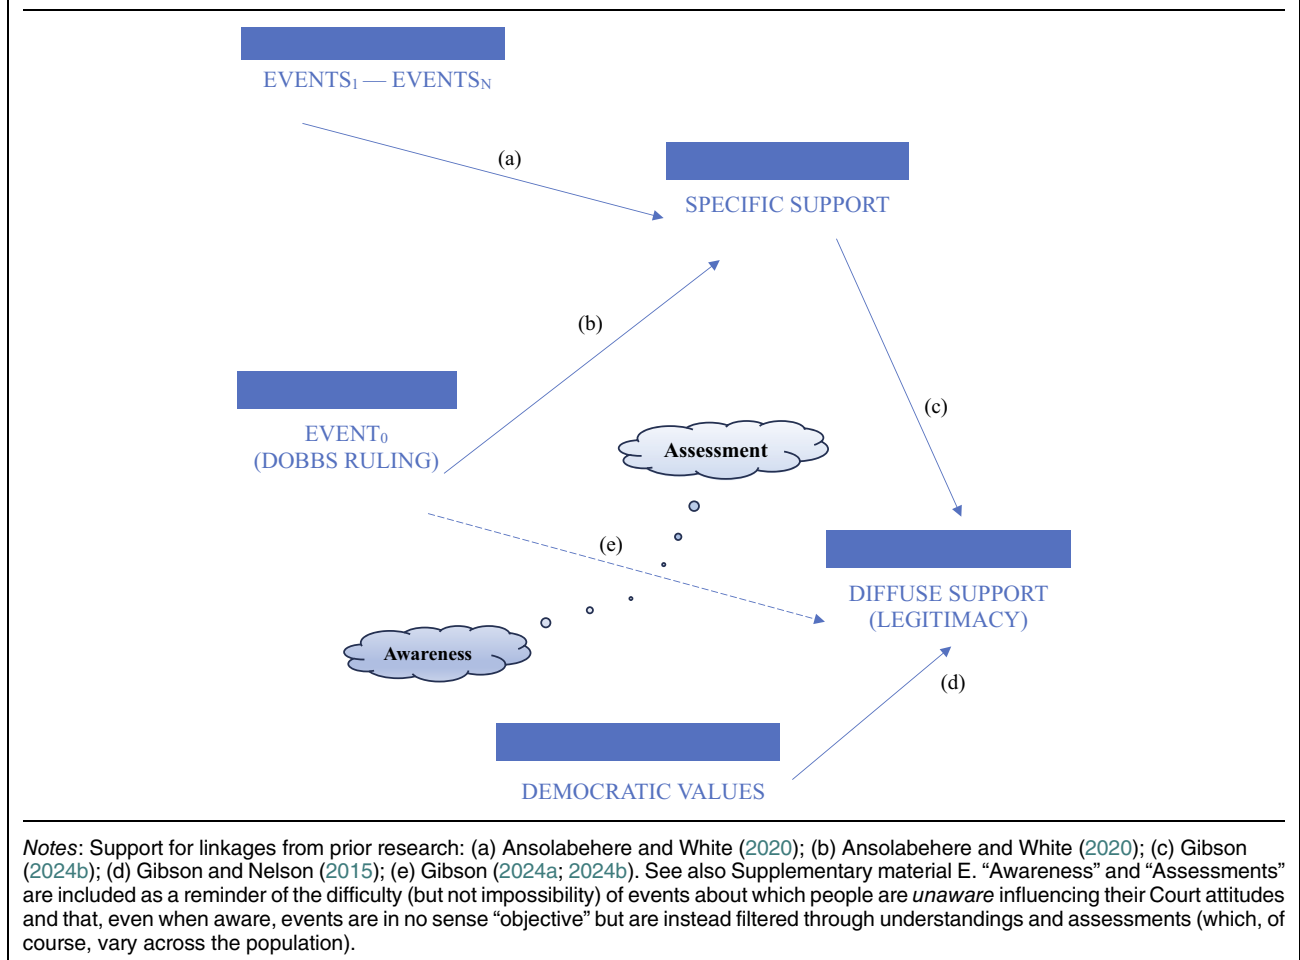 EVENTS₁ — EVENTSN
(a)
SPECIFIC SUPPORT
(b)
(c)
EVENT₀
(DOBBS RULING)
Assessment
(e)
DIFFUSE SUPPORT
(LEGITIMACY)
Awareness
(d)
DEMOCRATIC VALUES
Notes: Support for linkages from prior research: (a) Ansolabehere and White (2020); (b) Ansolabehere and White (2020); (c) Gibson
(2024b); (d) Gibson and Nelson (2015); (e) Gibson (2024a; 2024b). See also Supplementary material E. “Awareness” and “Assessments”
are included as a reminder of the difficulty (but not impossibility) of events about which people are unaware influencing their Court attitudes
and that, even when aware, events are in no sense “objective” but are instead filtered through understandings and assessments (which, of
course, vary across the population).